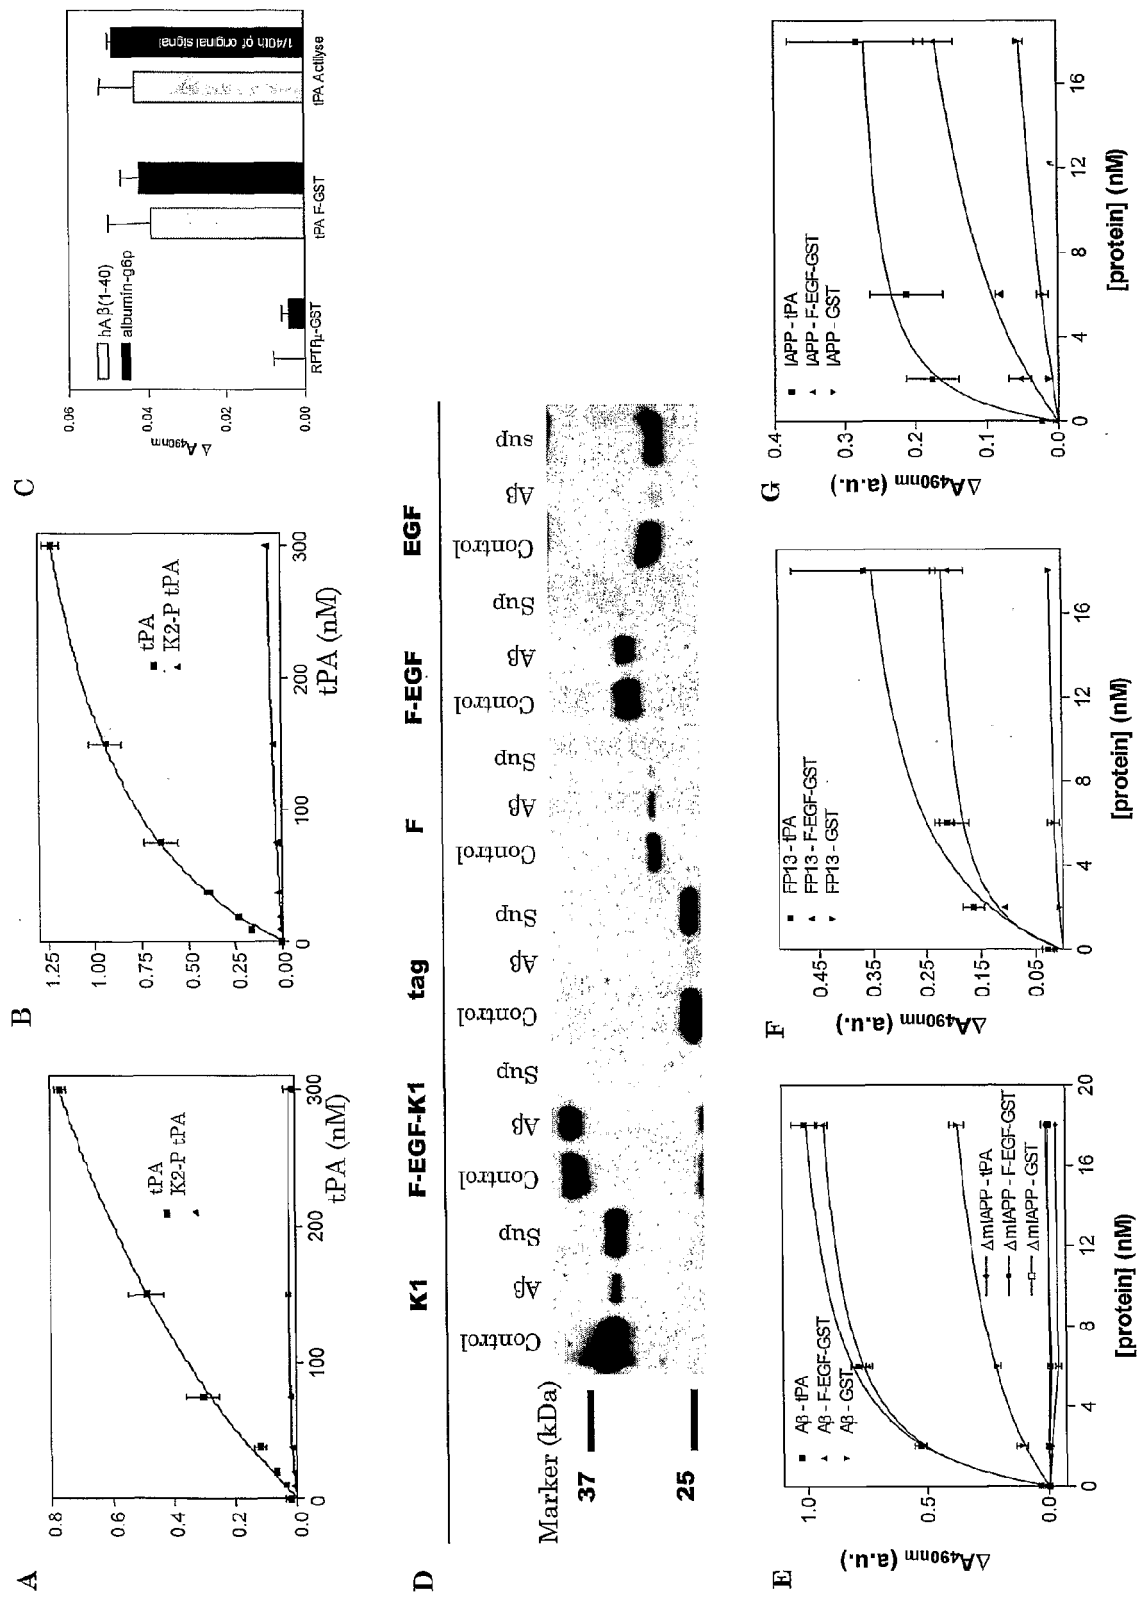 A
0.8
0.6
0.4
0.2
0
0
100
200
300
tPA
K2-P tPA
tPA (nM)
B
1.25
1.00
0.75
0.50
0.25
0.00
0
100
200
300
tPA
K2-P tPA
tPA (nM)
C
0.06
0.04
0.02
0.00
Δ A490nm
hAβ(1-40)
albumin-g6p
1/40th of original signal
RPTPμ-GST
tPA F-GST
tPA Actilyse
D
K1
F-EGF-K1
tag
F
F-EGF
EGF
Marker (kDa)
Control
Aβ
Sup
Control
Aβ
Sup
Control
Aβ
Sup
Control
Aβ
Sup
Control
Aβ
Sup
Control
Aβ
sup
37
25
E
ΔA490nm (a.u.)
1.0
0.5
0.0
Aβ - tPA
Aβ - F-EGF-GST
Aβ - GST
ΔmIAPP - tPA
ΔmIAPP - F-EGF-GST
ΔmIAPP - GST
0
4
8
12
16
20
[protein] (nM)
F
ΔA490nm (a.u.)
0.45
0.35
0.25
0.15
0.05
FP13 - tPA
FP13 - F-EGF-GST
FP13 - GST
0
4
8
12
16
[protein] (nM)
G
ΔA490nm (a.u.)
0.4
0.3
0.2
0.1
0.0
IAPP - tPA
IAPP - F-EGF-GST
IAPP - GST
0
4
8
12
16
[protein] (nM)